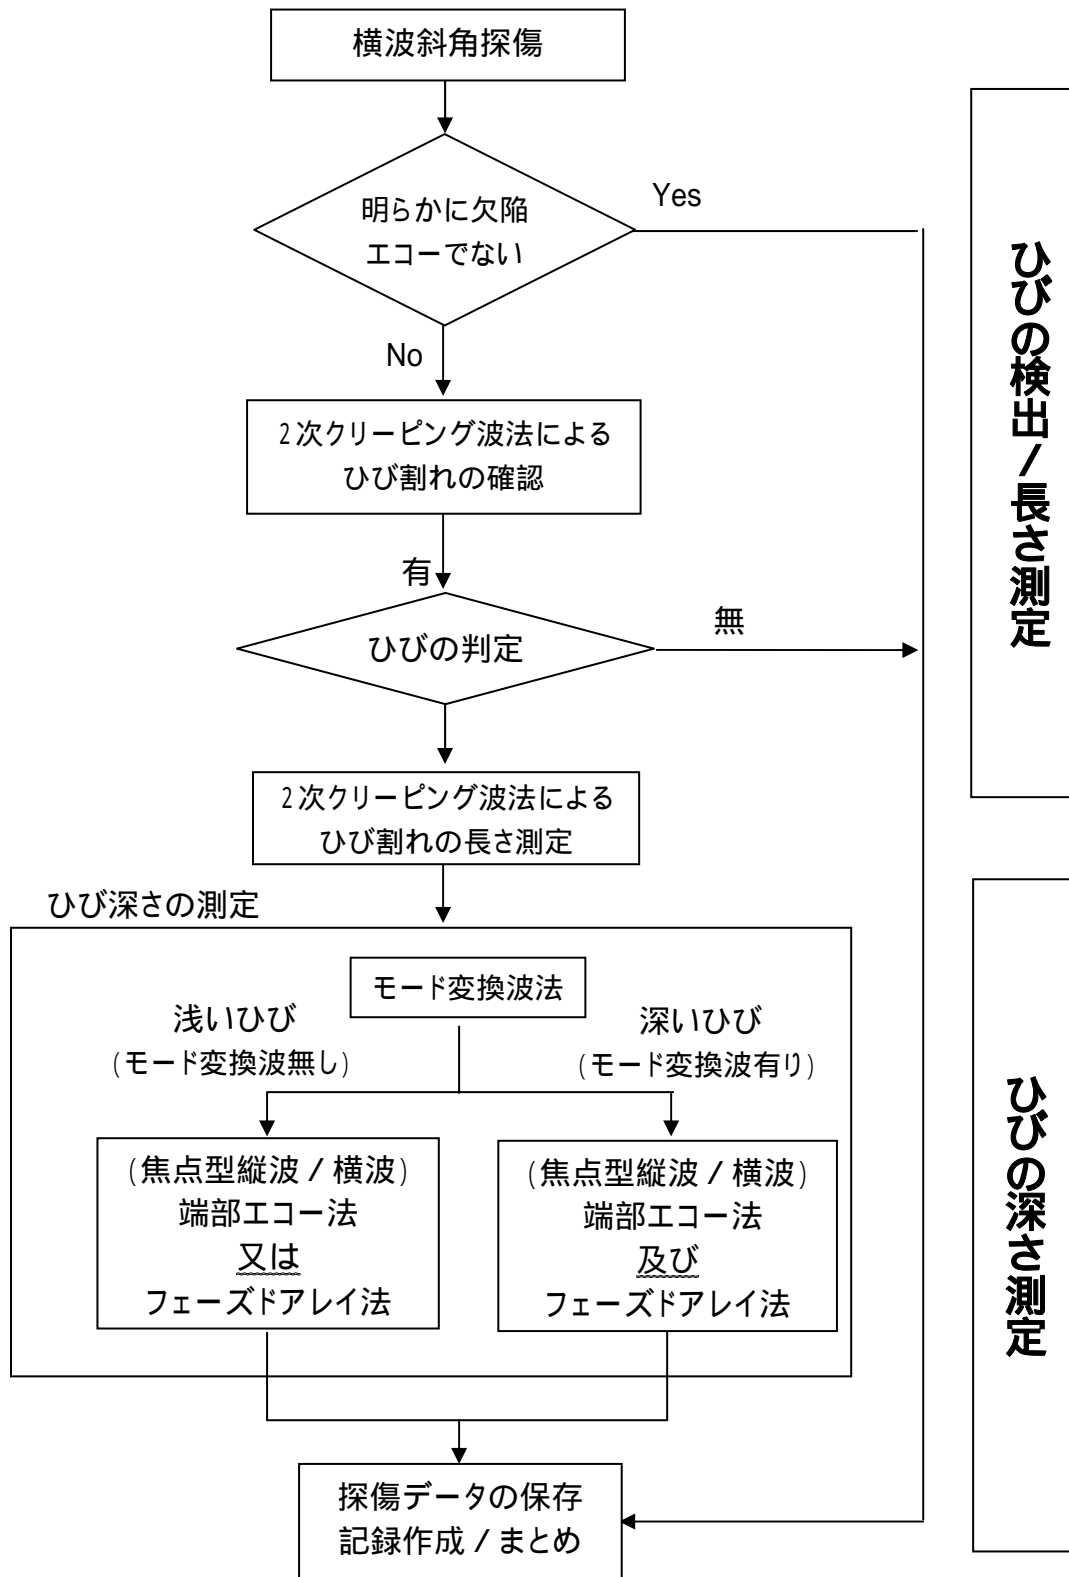 横波斜角探傷
明らかに欠陥
エコーでない
Yes
No
2次クリーピング波法による
ひび割れの確認
有
ひびの判定
無
2次クリーピング波法による
ひび割れの長さ測定
ひびの検出/長さ測定
ひび深さの測定
モード変換波法
浅いひび
(モード変換波無し)
深いひび
(モード変換波有り)
(焦点型縦波/横波)
端部エコー法
又は
フェーズドアレイ法
(焦点型縦波/横波)
端部エコー法
及び
フェーズドアレイ法
ひびの深さ測定
探傷データの保存
記録作成/まとめ